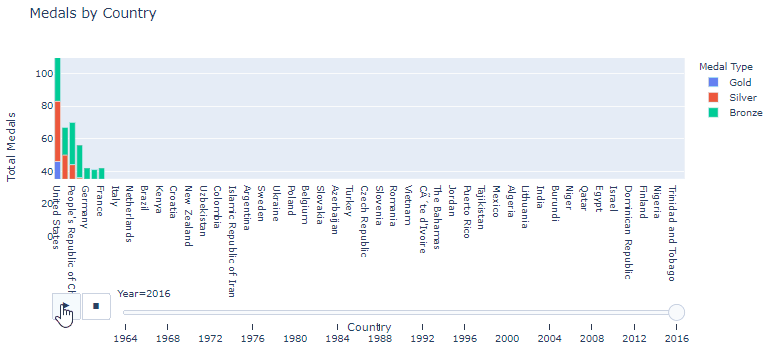 Medals by Country
Total Medals
100
80
60
40
20
0
Medal Type
Gold
Silver
Bronze
United States
People's Republic of Ch
Germany
France
Italy
Netherlands
Brazil
Kenya
Croatia
New Zealand
Uzbekistan
Colombia
Islamic Republic of Iran
Argentina
Sweden
Ukraine
Poland
Belgium
Slovakia
Azerbaijan
Turkey
Czech Republic
Slovenia
Romania
Vietnam
CÃ´te d'Ivoire
The Bahamas
Jordan
Puerto Rico
Tajikistan
Mexico
Algeria
Lithuania
India
Burundi
Niger
Qatar
Egypt
Israel
Dominican Republic
Finland
Nigeria
Trinidad and Tobago
Year=2016
Country
1964 1968 1972 1976 1980 1984 1988 1992 1996 2000 2004 2008 2012 2016